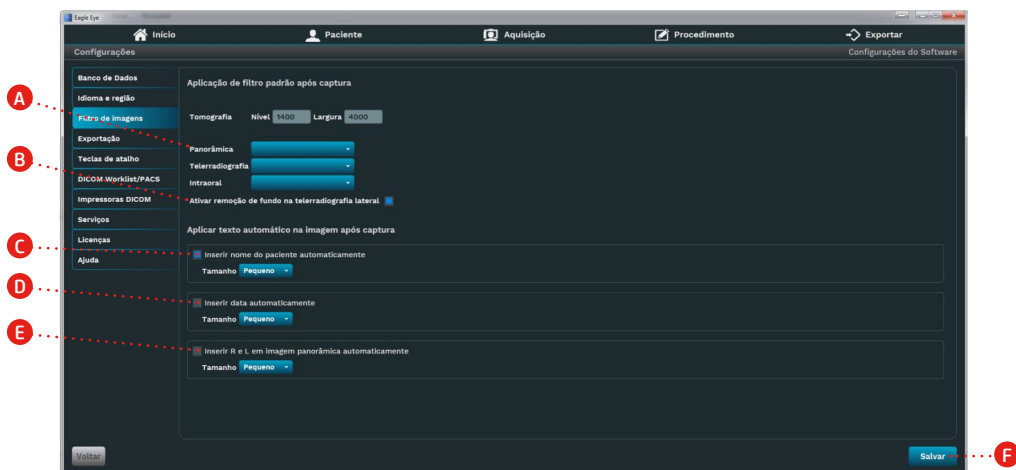 Eagle Eye
Início Paciente Aquisição Procedimento Exportar
Configurações Configurações do Software
Banco de Dados
Idioma e região
Filtro de imagens
Exportação
Teclas de atalho
DICOM Worklist/PACS
Impressoras DICOM
Serviços
Licenças
Ajuda
Aplicação de filtro padrão após captura
Tomografia Nível 1400 Largura 4000
Panorâmica
Telerradiografia
Intraoral
Ativar remoção de fundo na telerradiografia lateral
Aplicar texto automático na imagem após captura
Inserir nome do paciente automaticamente
Tamanho Pequeno
Inserir data automaticamente
Tamanho Pequeno
Inserir R e L em imagem panorâmica automaticamente
Tamanho Pequeno
Voltar Salvar
A
B
C
D
E
F